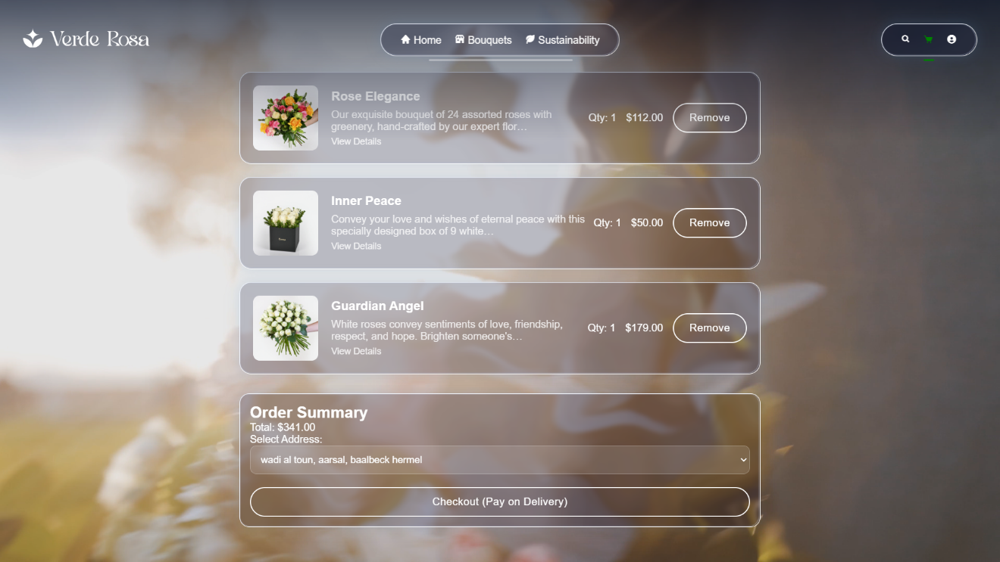 Verde Rosa
Home Bouquets Sustainability
Rose Elegance
Our exquisite bouquet of 24 assorted roses with
greenery, hand-crafted by our expert flor…
View Details
Qty: 1 $112.00 Remove
Inner Peace
Convey your love and wishes of eternal peace with this
specially designed box of 9 white…
View Details
Qty: 1 $50.00 Remove
Guardian Angel
White roses convey sentiments of love, friendship,
respect, and hope. Brighten someone's…
View Details
Qty: 1 $179.00 Remove
Order Summary
Total: $341.00
Select Address:
wadi al toun, aarsal, baalbeck hermel
Checkout (Pay on Delivery)